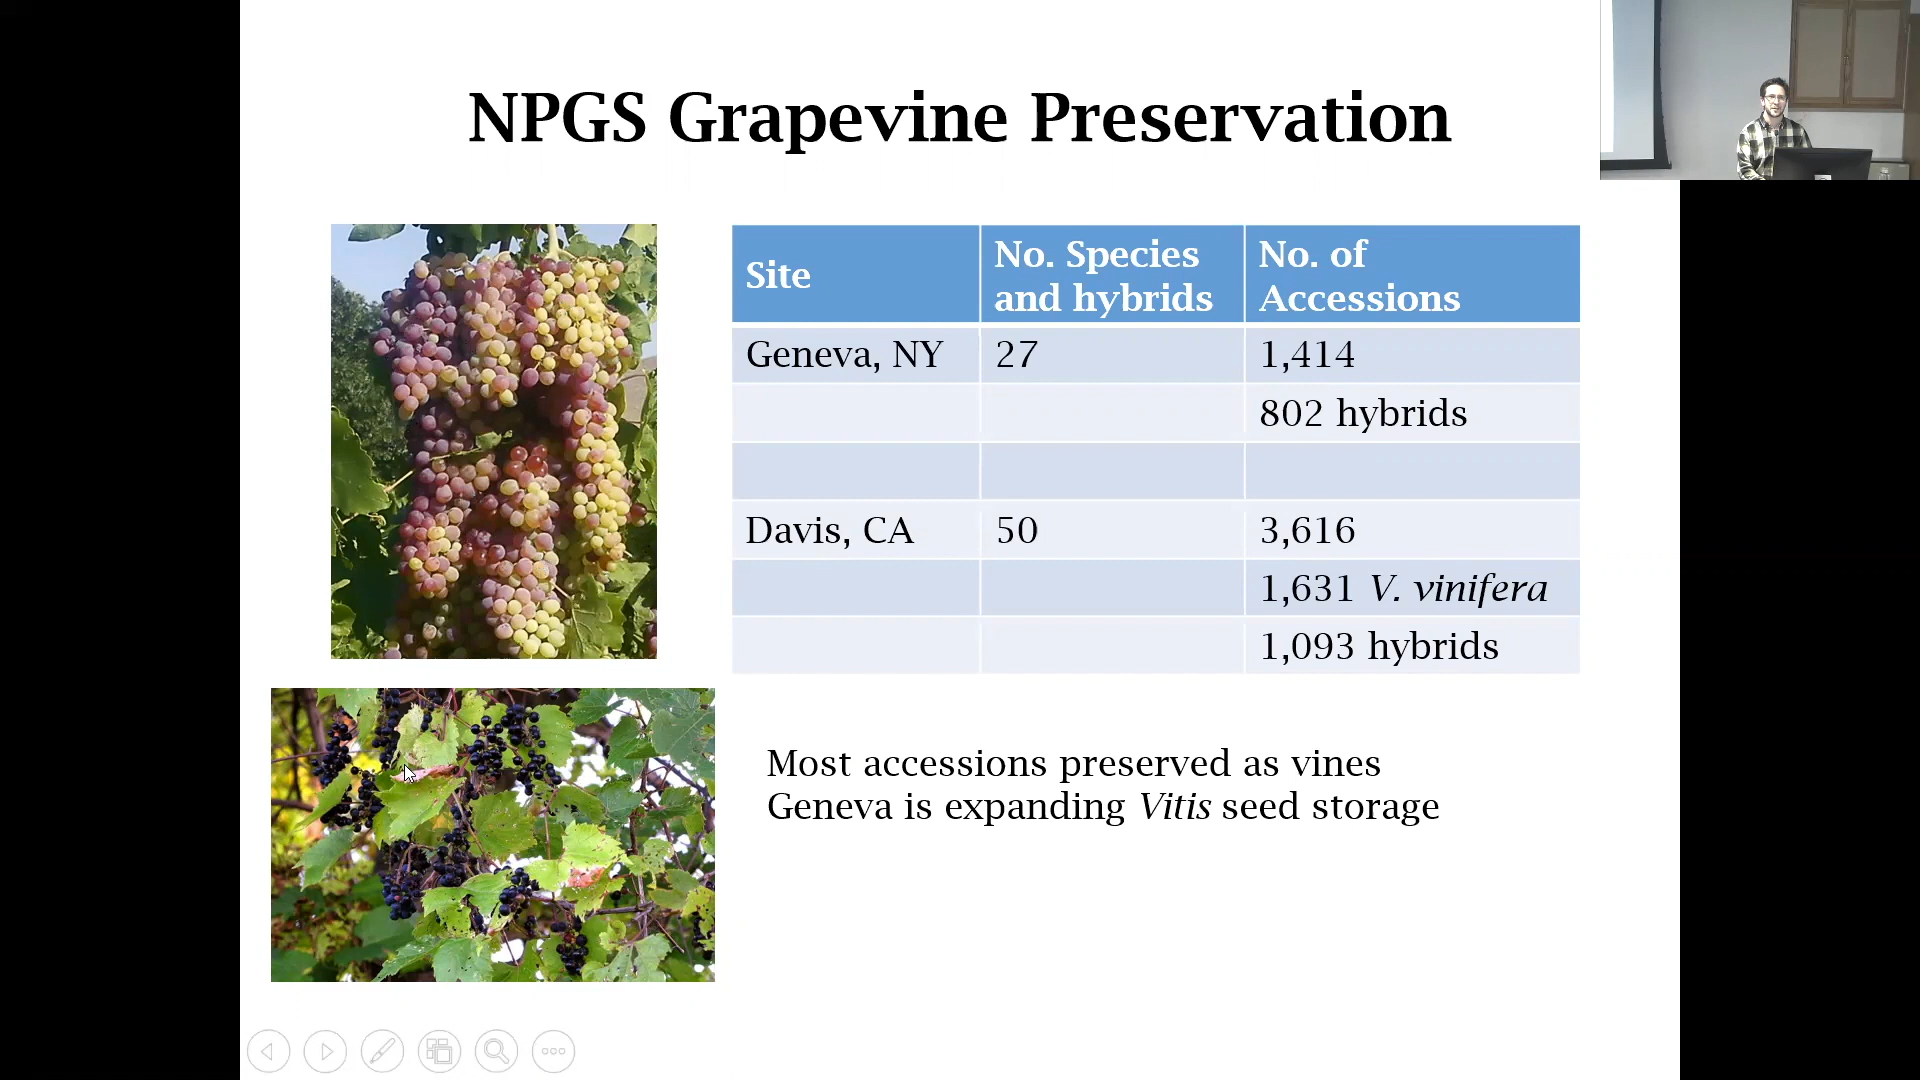 NPGS Grapevine Preservation
Site
No. Species
and hybrids
No. of
Accessions
Geneva, NY 27 1,414
802 hybrids
Davis, CA 50 3,616
1,631 V. vinifera
1,093 hybrids
Most accessions preserved as vines
Geneva is expanding Vitis seed storage